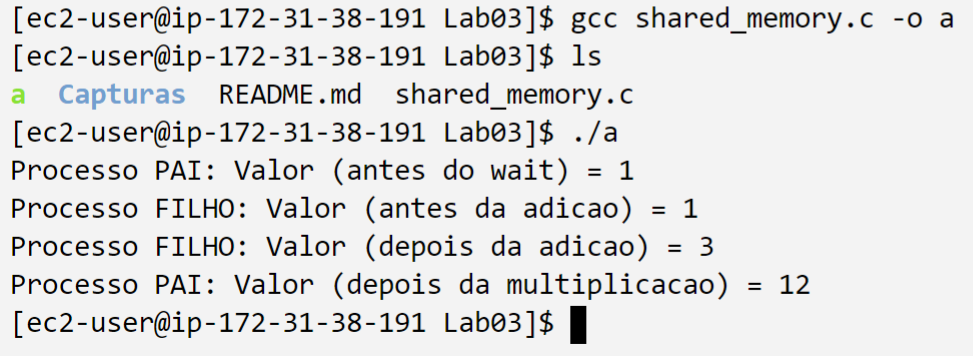 [ec2-user@ip-172-31-38-191 Lab03]$ gcc shared_memory.c -o a
[ec2-user@ip-172-31-38-191 Lab03]$ ls
a  Capturas  README.md  shared_memory.c
[ec2-user@ip-172-31-38-191 Lab03]$ ./a
Processo PAI: Valor (antes do wait) = 1
Processo FILHO: Valor (antes da adicao) = 1
Processo FILHO: Valor (depois da adicao) = 3
Processo PAI: Valor (depois da multiplicacao) = 12
[ec2-user@ip-172-31-38-191 Lab03]$